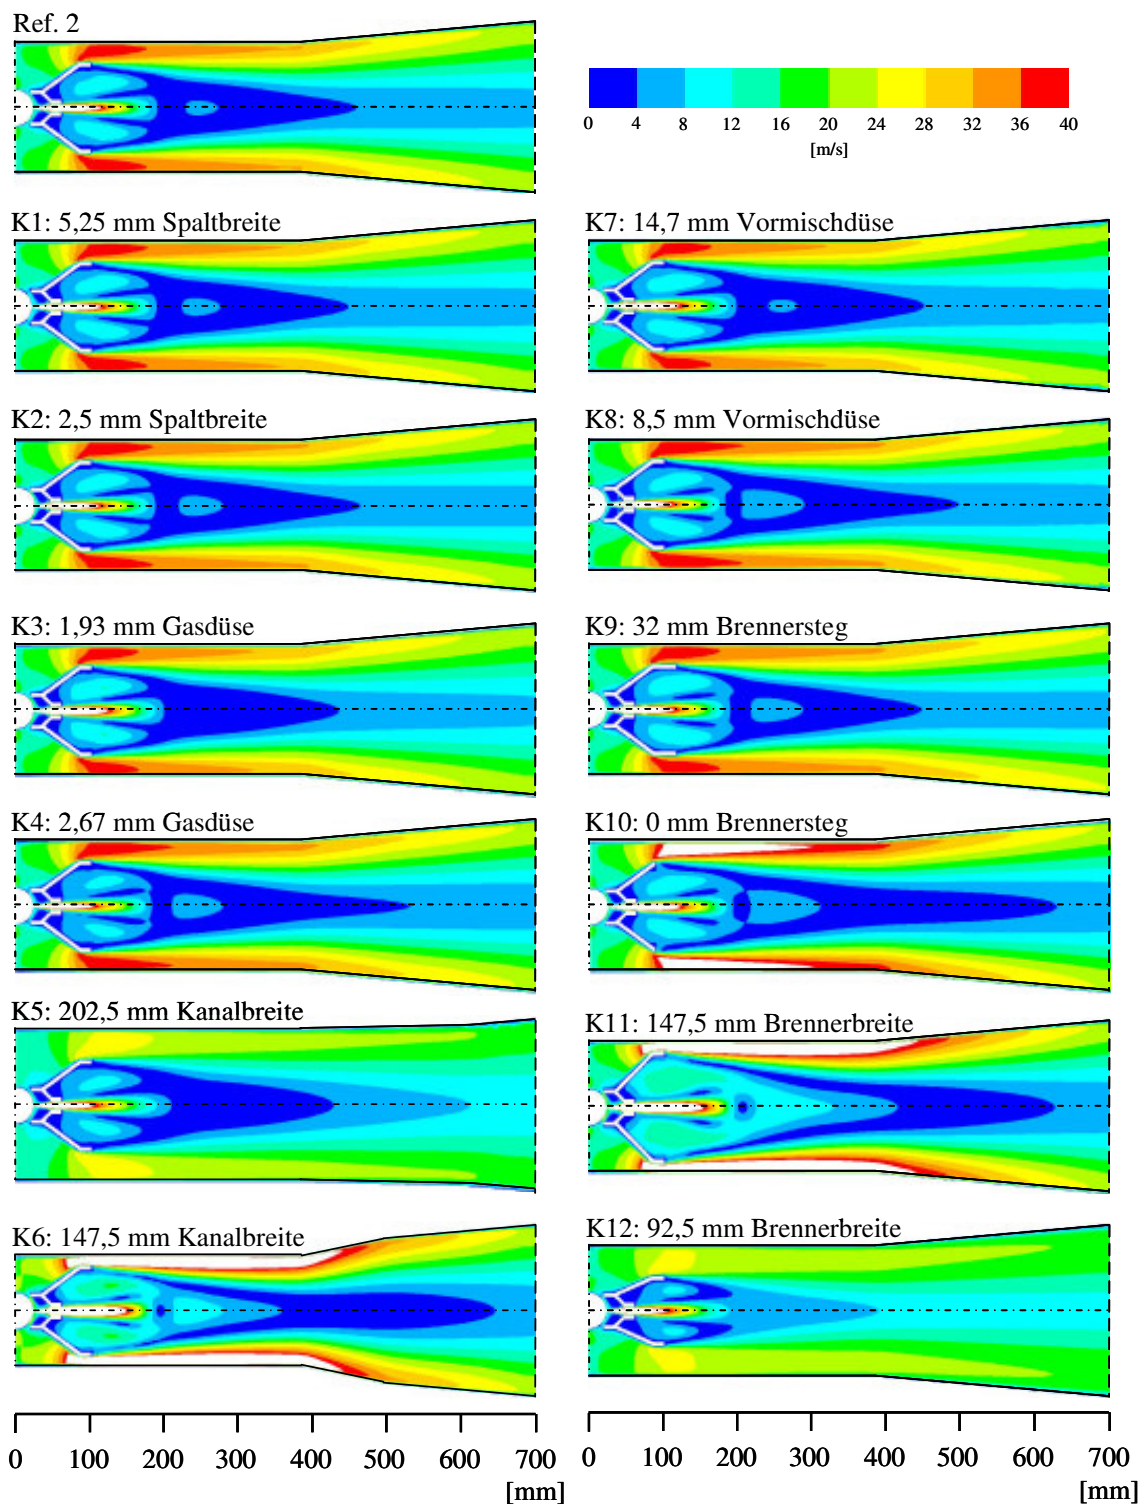 Ref. 2
0 4 8 12 16 20 24 28 32 36 40
[m/s]
K1: 5,25 mm Spaltbreite
K7: 14,7 mm Vormischdüse
K2: 2,5 mm Spaltbreite
K8: 8,5 mm Vormischdüse
K3: 1,93 mm Gasdüse
K9: 32 mm Brennersteg
K4: 2,67 mm Gasdüse
K10: 0 mm Brennersteg
K5: 202,5 mm Kanalbreite
K11: 147,5 mm Brennerbreite
K6: 147,5 mm Kanalbreite
K12: 92,5 mm Brennerbreite
0 100 200 300 400 500 600 700
[mm]
0 100 200 300 400 500 600 700
[mm]